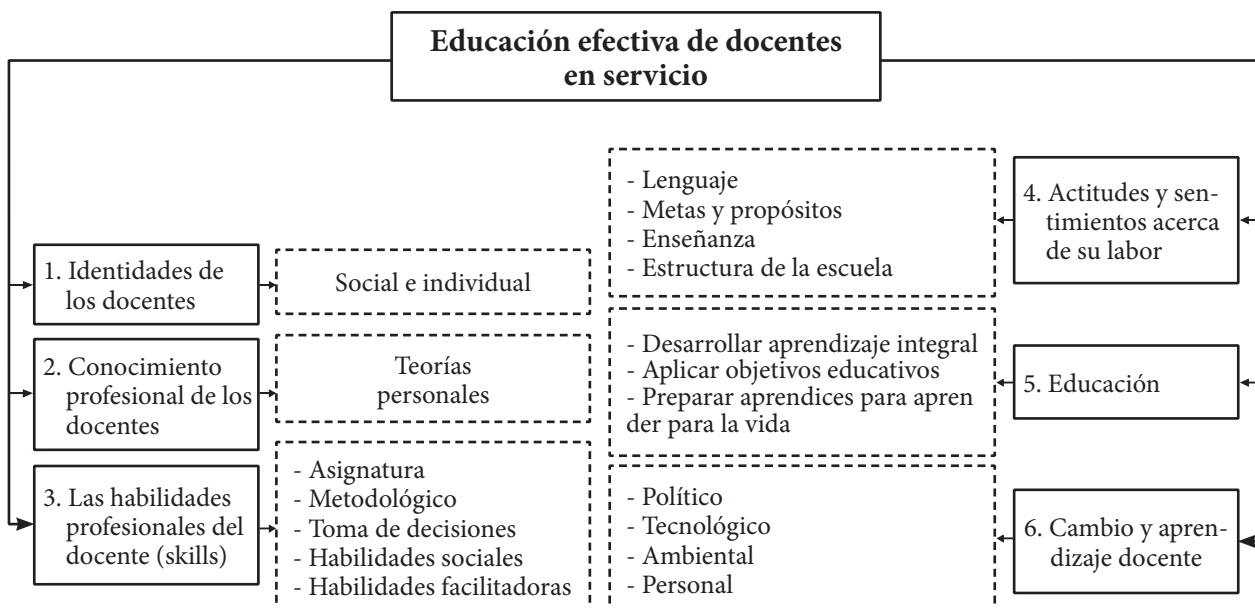 Educación efectiva de docentes
en servicio
1. Identidades de
los docentes
Social e individual
2. Conocimiento
profesional de los
docentes
Teorías
personales
3. Las habilidades
profesionales del
docente (skills)
- Asignatura
- Metodológico
- Toma de decisiones
- Habilidades sociales
- Habilidades facilitadoras
- Lenguaje
- Metas y propósitos
- Enseñanza
- Estructura de la escuela
4. Actitudes y sen-
timientos acerca
de su labor
- Desarrollar aprendizaje integral
- Aplicar objetivos educativos
- Preparar aprendices para apren
der para la vida
5. Educación
- Político
- Tecnológico
- Ambiental
- Personal
6. Cambio y apren-
dizaje docente